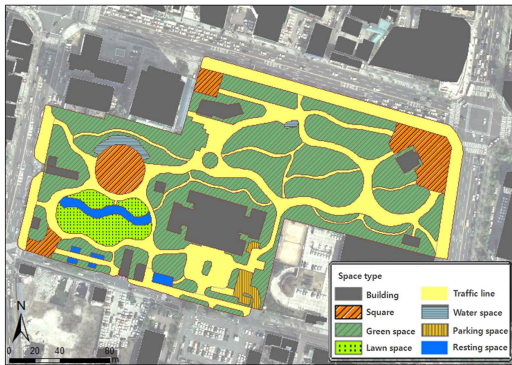 N
0 20 40 60
m
Space type
Building
Traffic line
Square
Water space
Green space
Parking space
Lawn space
Resting space